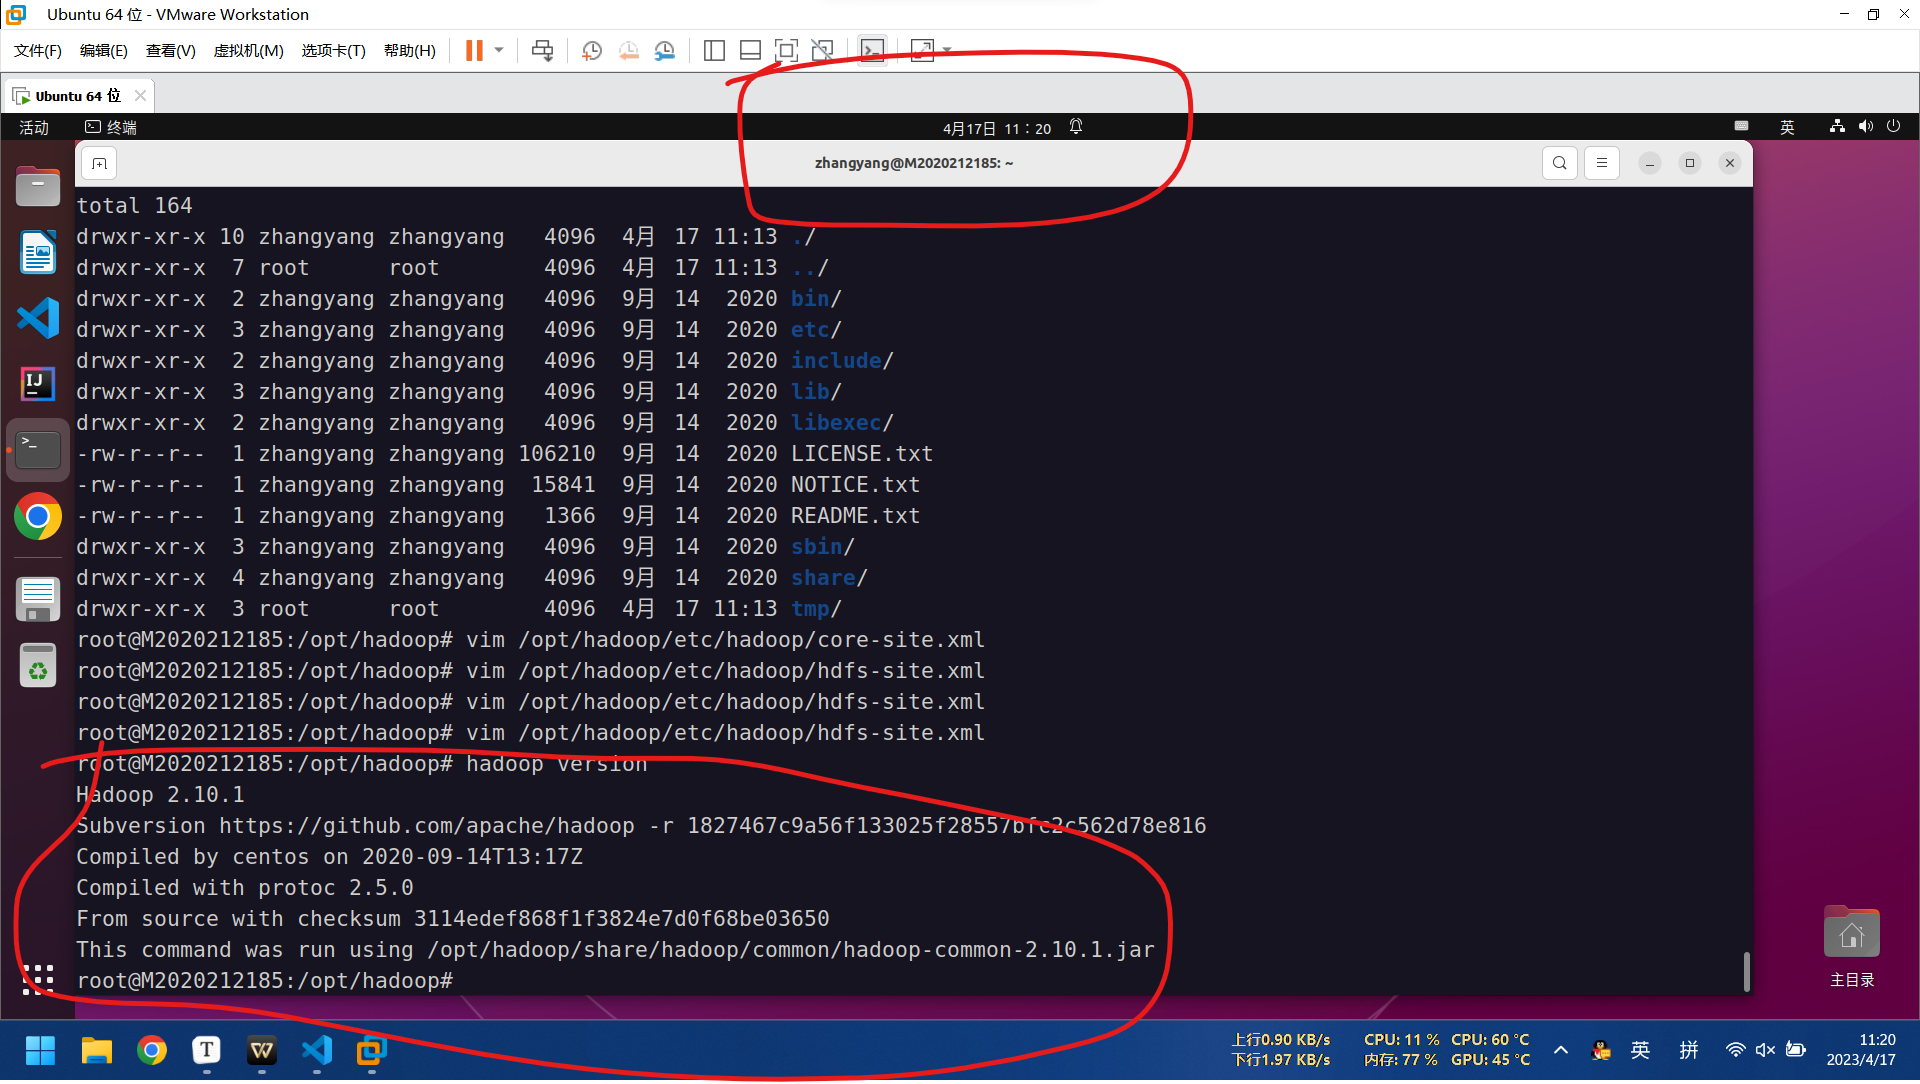 Ubuntu 64 位 - VMware Workstation
文件(F) 编辑(E) 查看(V) 虚拟机(M) 选项卡(T) 帮助(H)
Ubuntu 64 位
活动 终端 4月17日 11：20 英
zhangyang@M2020212185: ~
total 164
drwxr-xr-x 10 zhangyang zhangyang   4096  4月  17 11:13 ./
drwxr-xr-x  7 root      root        4096  4月  17 11:13 ../
drwxr-xr-x  2 zhangyang zhangyang   4096  9月  14  2020 bin/
drwxr-xr-x  3 zhangyang zhangyang   4096  9月  14  2020 etc/
drwxr-xr-x  2 zhangyang zhangyang   4096  9月  14  2020 include/
drwxr-xr-x  3 zhangyang zhangyang   4096  9月  14  2020 lib/
drwxr-xr-x  2 zhangyang zhangyang   4096  9月  14  2020 libexec/
-rw-r--r--  1 zhangyang zhangyang 106210  9月  14  2020 LICENSE.txt
-rw-r--r--  1 zhangyang zhangyang  15841  9月  14  2020 NOTICE.txt
-rw-r--r--  1 zhangyang zhangyang   1366  9月  14  2020 README.txt
drwxr-xr-x  3 zhangyang zhangyang   4096  9月  14  2020 sbin/
drwxr-xr-x  4 zhangyang zhangyang   4096  9月  14  2020 share/
drwxr-xr-x  3 root      root        4096  4月  17 11:13 tmp/
root@M2020212185:/opt/hadoop# vim /opt/hadoop/etc/hadoop/core-site.xml
root@M2020212185:/opt/hadoop# vim /opt/hadoop/etc/hadoop/hdfs-site.xml
root@M2020212185:/opt/hadoop# vim /opt/hadoop/etc/hadoop/hdfs-site.xml
root@M2020212185:/opt/hadoop# vim /opt/hadoop/etc/hadoop/hdfs-site.xml
root@M2020212185:/opt/hadoop# hadoop version
Hadoop 2.10.1
Subversion https://github.com/apache/hadoop -r 1827467c9a56f133025f28557bfc2c562d78e816
Compiled by centos on 2020-09-14T13:17Z
Compiled with protoc 2.5.0
From source with checksum 3114edef868f1f3824e7d0f68be03650
This command was run using /opt/hadoop/share/hadoop/common/hadoop-common-2.10.1.jar
root@M2020212185:/opt/hadoop#
主目录
上行0.90 KB/s CPU: 11 % CPU: 60 °C
下行1.97 KB/s 内存: 77 % GPU: 45 °C
英 拼
11:20
2023/4/17